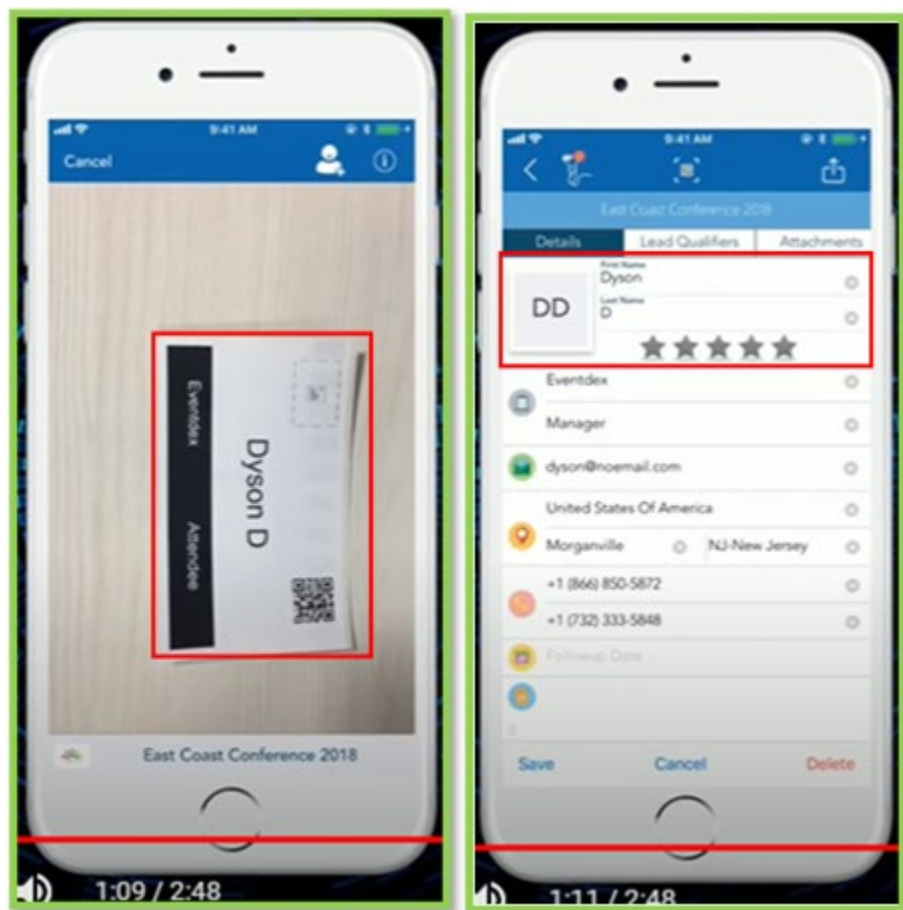 9:41 AM
Cancel
Eventdex Attendee
Dyson D
East Coast Conference 2018
1:09 / 2:48
9:41 AM
East Coast Conference 2018
Details Lead Qualifiers Attachments
First Name
Dyson
Last Name
D
DD
Eventdex
Manager
dyson@noemail.com
United States Of America
Morganville NJ-New Jersey
+1 (866) 850-5872
+1 (732) 333-5848
Followup Date
0
Save Cancel Delete
1:11 / 2:48